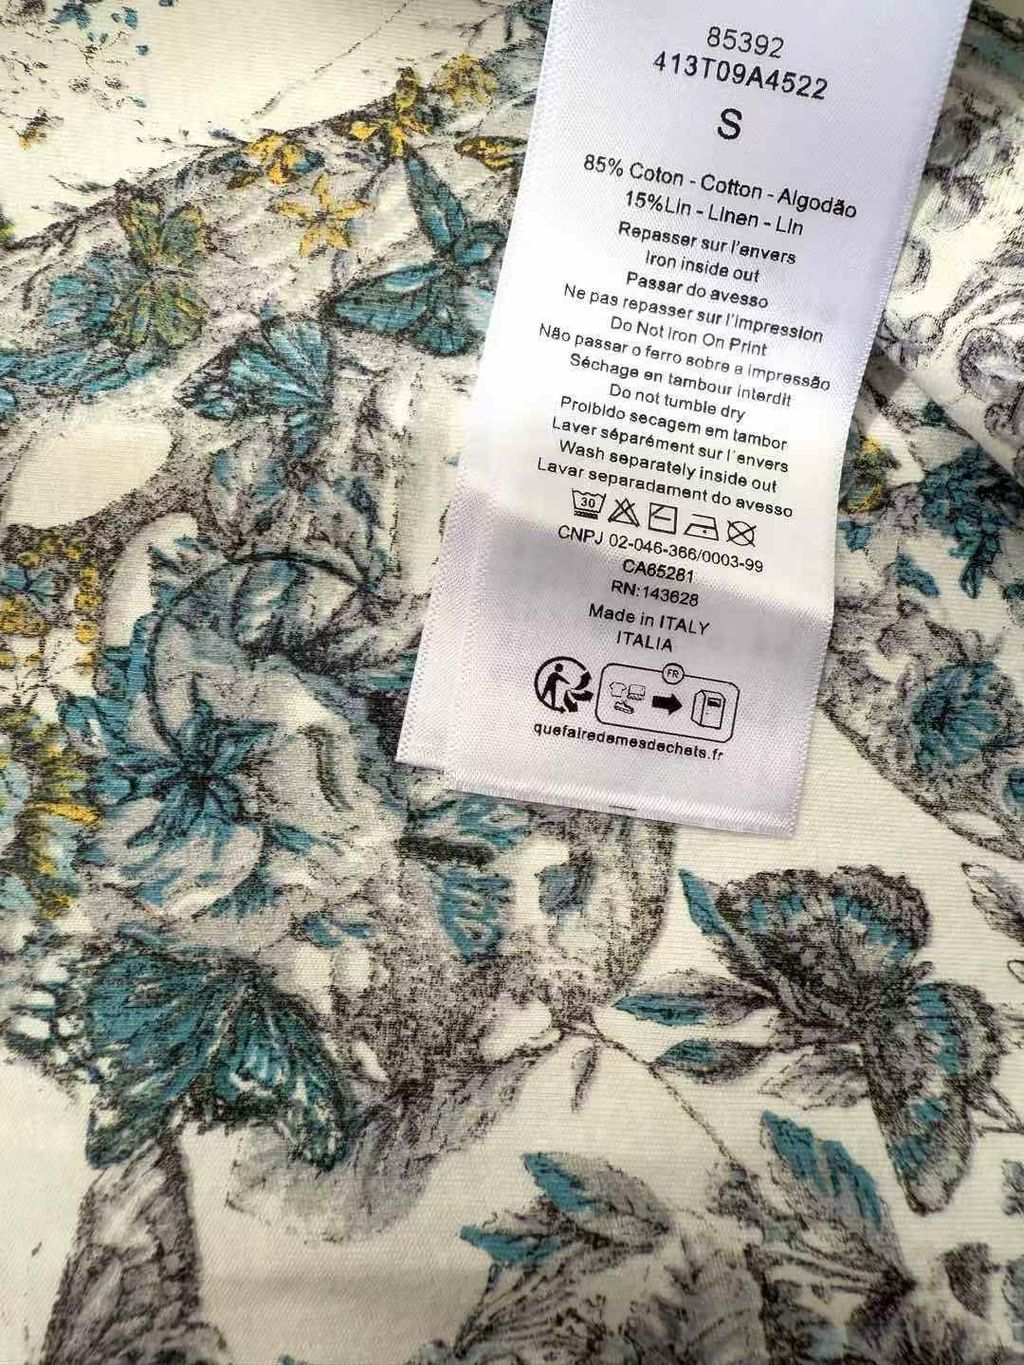 85392
413T09A4522
S
85% Coton - Cotton - Algodão
15%Lin - Linen - Lin
Repasser sur l'envers
Iron inside out
Passar do avesso
Ne pas repasser sur l'impression
Do Not Iron On Print
Não passar o ferro sobre a impressão
Séchage en tambour interdit
Do not tumble dry
Proibido secagem em tambor
Laver séparément sur l'envers
Wash separately inside out
Lavar separadamente do avesso
30
CNPJ 02-046-366/0003-99
CA65281
RN:143628
Made in ITALY
ITALIA
FR
quefairedemesdechets.fr